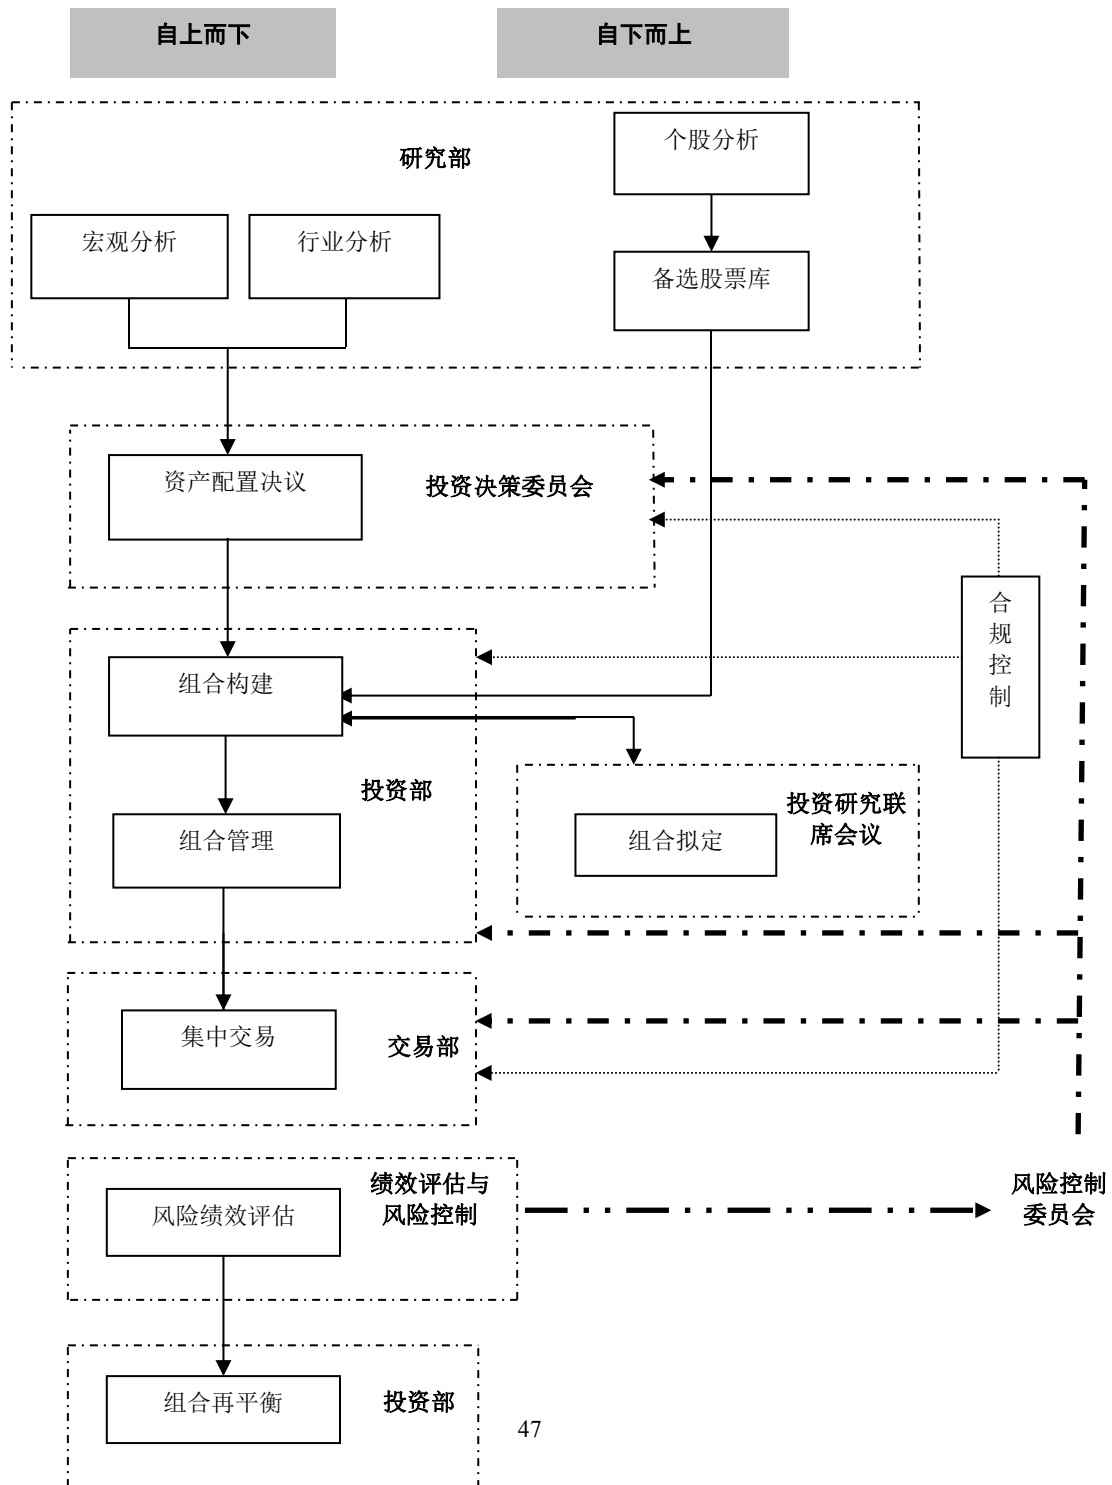 自上而下
自下而上
个股分析
研究部
宏观分析
行业分析
备选股票库
资产配置决议
投资决策委员会
合
规
控
制
组合构建
投资部
投资研究联
席会议
组合管理
组合拟定
集中交易
交易部
绩效评估与
风险控制
风险绩效评估
风险控制
委员会
组合再平衡
投资部
47